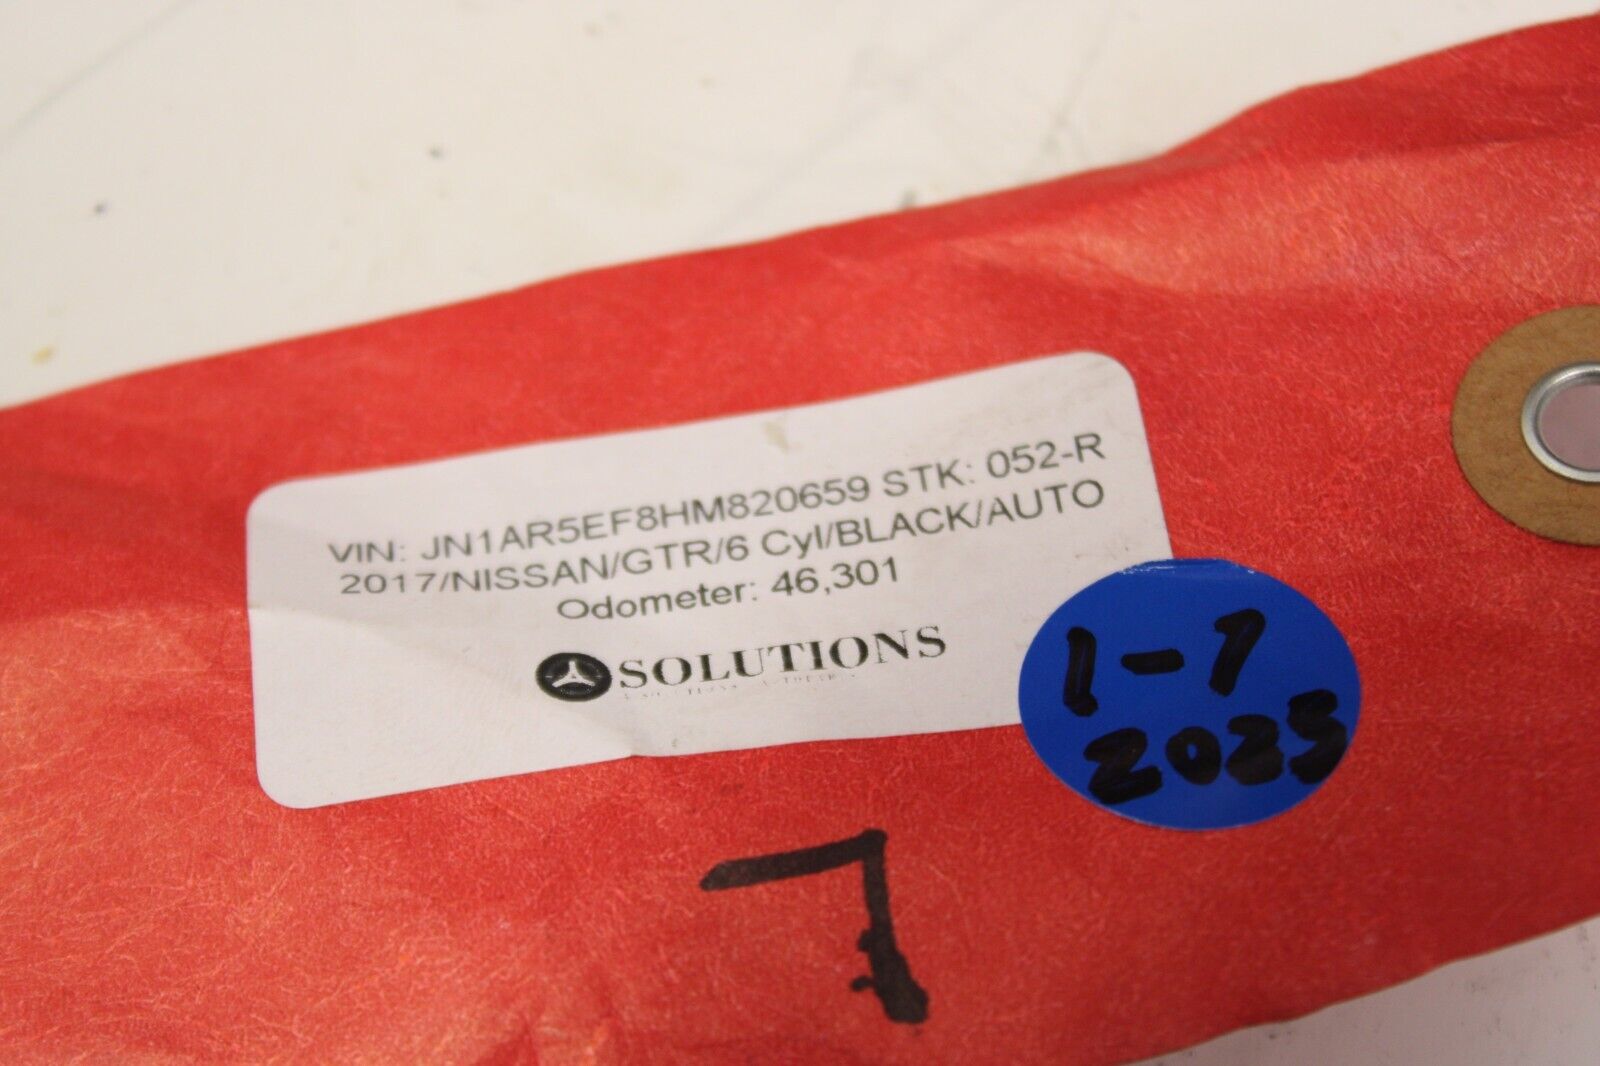 VIN: JN1AR5EF8HM820659 STK: 052-R
2017/NISSAN/GTR/6 Cyl/BLACK/AUTO
Odometer: 46,301
SOLUTIONS
1-7
2025
7